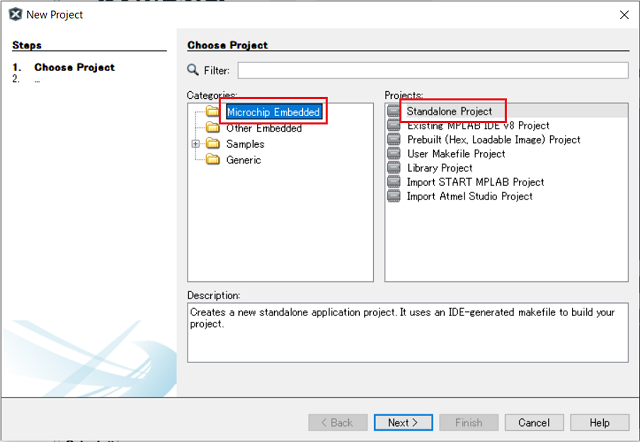 New Project
Steps
1. Choose Project
2. ...
Choose Project
Filter:
Categories:
Microchip Embedded
Other Embedded
Samples
Generic
Projects:
Standalone Project
Existing MPLAB IDE v8 Project
Prebuilt (Hex, Loadable Image) Project
User Makefile Project
Library Project
Import START MPLAB Project
Import Atmel Studio Project
Description:
Creates a new standalone application project. It uses an IDE-generated makefile to build your
project.
< Back
Next >
Finish
Cancel
Help